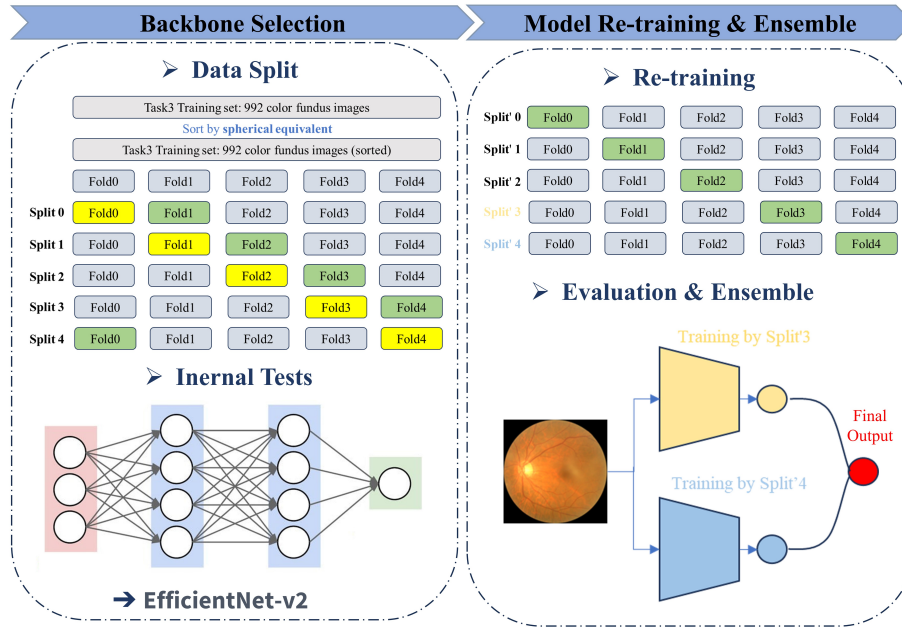 Backbone Selection
Data Split
Task3 Training set: 992 color fundus images
Sort by spherical equivalent
Task3 Training set: 992 color fundus images (sorted)
Fold0 Fold1 Fold2 Fold3 Fold4
Split 0 Fold0 Fold1 Fold2 Fold3 Fold4
Split 1 Fold0 Fold1 Fold2 Fold3 Fold4
Split 2 Fold0 Fold1 Fold2 Fold3 Fold4
Split 3 Fold0 Fold1 Fold2 Fold3 Fold4
Split 4 Fold0 Fold1 Fold2 Fold3 Fold4
Inernal Tests
EfficientNet-v2
Model Re-training & Ensemble
Re-training
Split' 0 Fold0 Fold1 Fold2 Fold3 Fold4
Split' 1 Fold0 Fold1 Fold2 Fold3 Fold4
Split' 2 Fold0 Fold1 Fold2 Fold3 Fold4
Split' 3 Fold0 Fold1 Fold2 Fold3 Fold4
Split' 4 Fold0 Fold1 Fold2 Fold3 Fold4
Evaluation & Ensemble
Training by Split'3
Final
Output
Training by Split'4